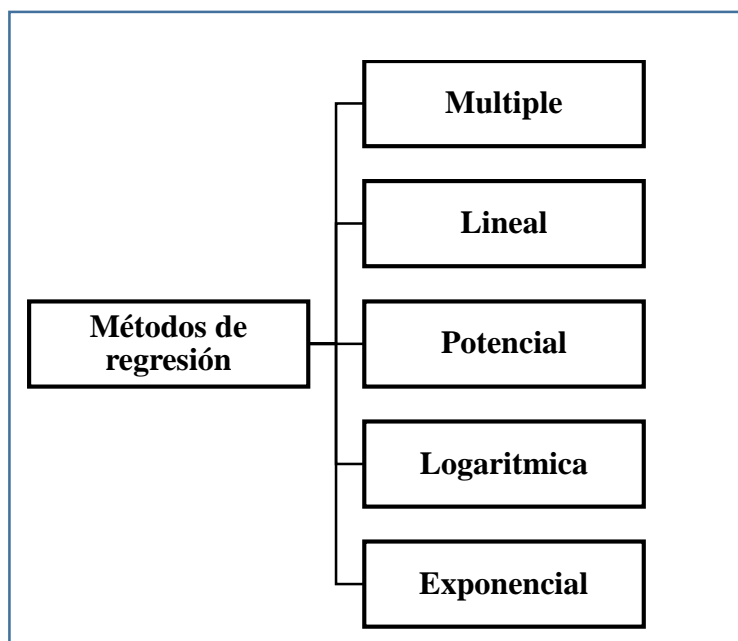 Multiple
Lineal
Métodos de
regresión
Potencial
Logaritmica
Exponencial